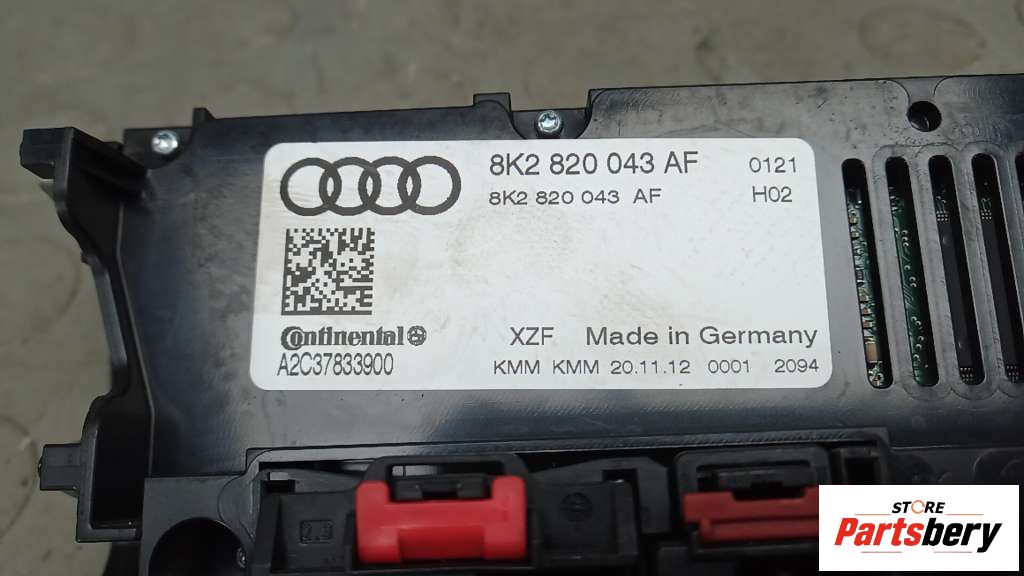 8K2 820 043 AF 0121
8K2 820 043 AF H02
Continental
XZF Made in Germany
A2C37833900
KMM KMM 20.11.12 0001 2094
STORE
Partsbery